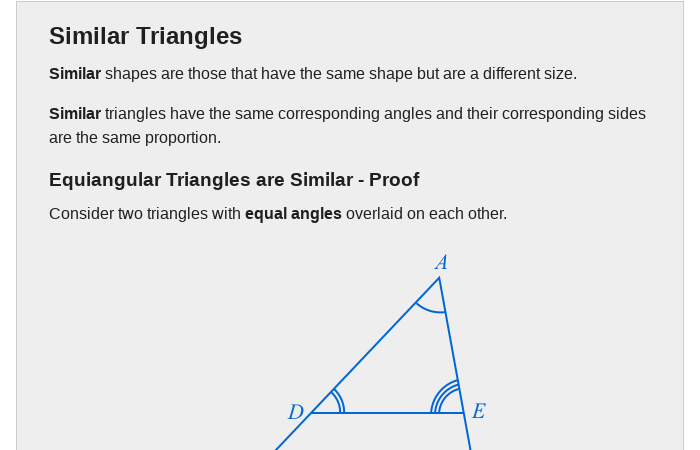 Similar Triangles
Similar shapes are those that have the same shape but are a different size.
Similar triangles have the same corresponding angles and their corresponding sides
are the same proportion.
Equiangular Triangles are Similar - Proof
Consider two triangles with equal angles overlaid on each other.
A
D
E